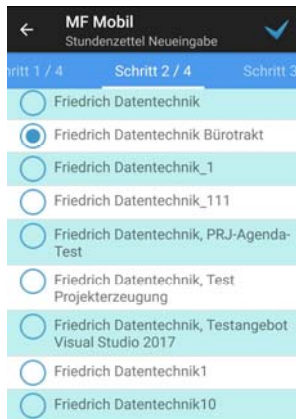 MF Mobil
Stundenzettel Neueingabe
ritt 1 / 4
Schritt 2 / 4
Schritt 3
Friedrich Datentechnik
Friedrich Datentechnik Bürotrakt
Friedrich Datentechnik_1
Friedrich Datentechnik_111
Friedrich Datentechnik, PRJ-Agenda-
Test
Friedrich Datentechnik, Test
Projekterzeugung
Friedrich Datentechnik, Testangebot
Visual Studio 2017
Friedrich Datentechnik1
Friedrich Datentechnik10